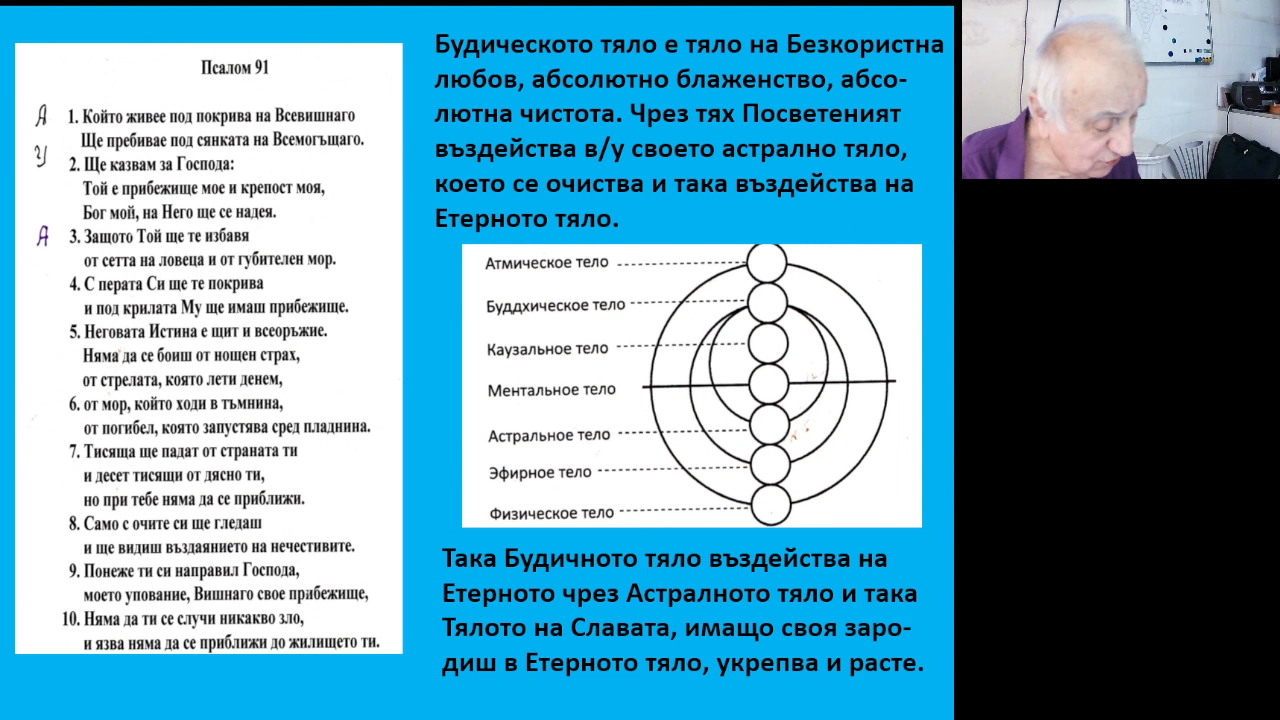 Псалом 91
А 1. Който живее под покрива на Всевишнаго
Ще пребивае под сянката на Всемогъщаго.
У 2. Ще казвам за Господа:
Той е прибежище мое и крепост моя,
Бог мой, на Него ще се надея.
А 3. Защото Той ще те избавя
от сетта на ловеца и от губителен мор.
4. С перата Си ще те покрива
и под крилата Му ще имаш прибежище.
5. Неговата Истина е щит и всеоръжие.
Няма да се боиш от нощен страх,
от стрелата, която лети денем,
6. от мор, който ходи в тъмнина,
от погибел, която запустява сред пладнина.
7. Тисяща ще падат от страната ти
и десет тисящи от дясно ти,
но при тебе няма да се приближи.
8. Само с очите си ще гледаш
и ще видиш въздаянието на нечестивите.
9. Понеже ти си направил Господа,
моето упование, Вишнаго свое прибежище,
10. Няма да ти се случи никакво зло,
и язва няма да се приближи до жилището ти.
Будическото тяло е тяло на Безкористна
любов, абсолютно блаженство, абсо-
лютна чистота. Чрез тях Посветеният
въздейства в/у своето астрално тяло,
което се очиства и така въздейства на
Етерното тяло.
Атмическое тело
Буддхическое тело
Каузальное тело
Ментальное тело
Астральное тело
Эфирное тело
Физическое тело
Така Будичното тяло въздейства на
Етерното чрез Астралното тяло и така
Тялото на Славата, имащо своя заро-
диш в Етерното тяло, укрепва и расте.